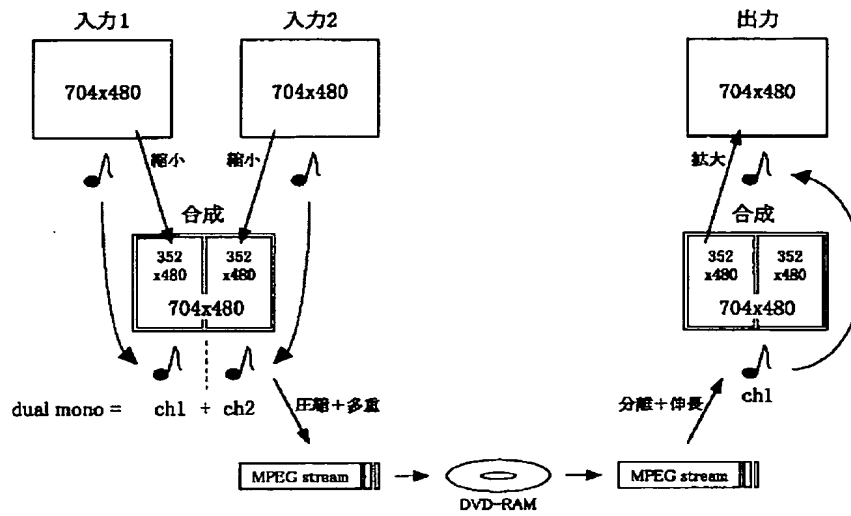 入力1 入力2 出力
704x480 704x480 704x480
縮小 縮小 拡大
合成 合成
352 x480 352 x480 352 x480 352 x480
704x480 704x480
dual mono = ch1 + ch2
圧縮+多重 分離+伸長 ch1
MPEG stream MPEG stream
DVD-RAM